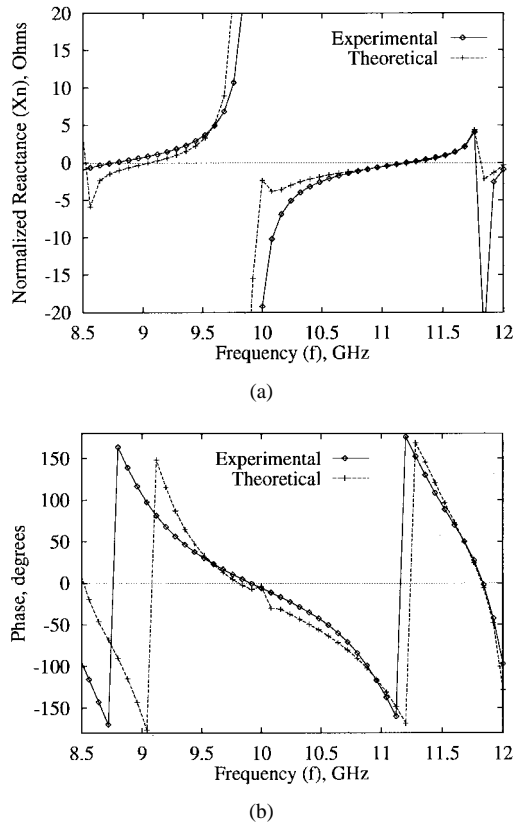 20
15
10
5
0
-5
-10
-15
-20
Normalized Reactance (Xn), Ohms
Experimental
Theoretical
8.5 9 9.5 10 10.5 11 11.5 12
Frequency (f), GHz
(a)
150
100
50
0
-50
-100
-150
Phase, degrees
Experimental
Theoretical
8.5 9 9.5 10 10.5 11 11.5 12
Frequency (f), GHz
(b)